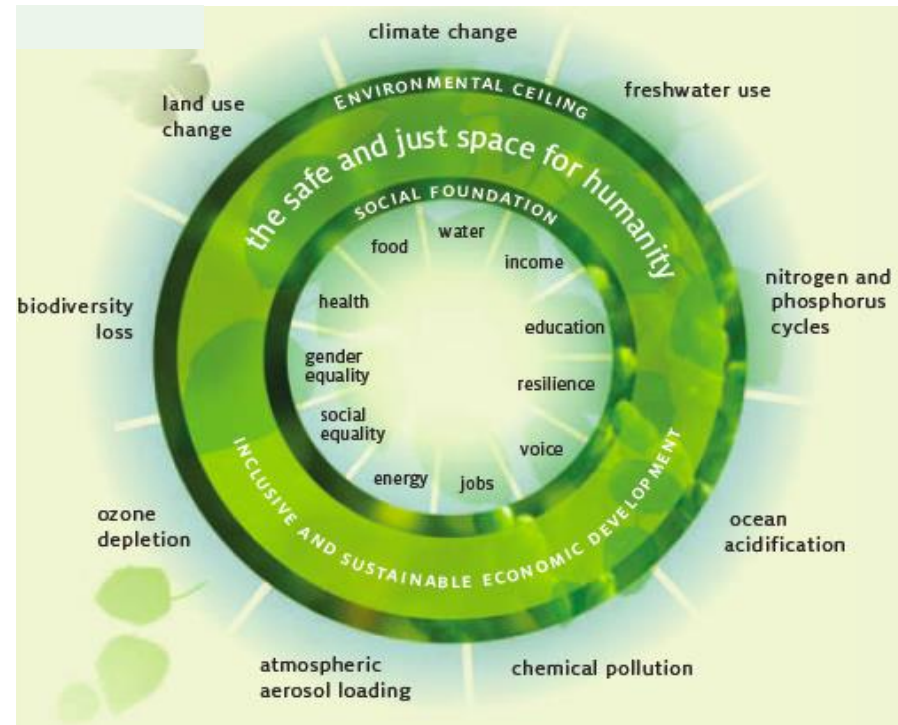 climate change
freshwater use
nitrogen and
phosphorus
cycles
ocean
acidification
chemical pollution
atmospheric
aerosol loading
ozone
depletion
biodiversity
loss
land use
change
ENVIRONMENTAL CEILING
the safe and just space for humanity
SOCIAL FOUNDATION
water
income
education
resilience
voice
jobs
energy
social
equality
gender
equality
health
food
INCLUSIVE AND SUSTAINABLE ECONOMIC DEVELOPMENT